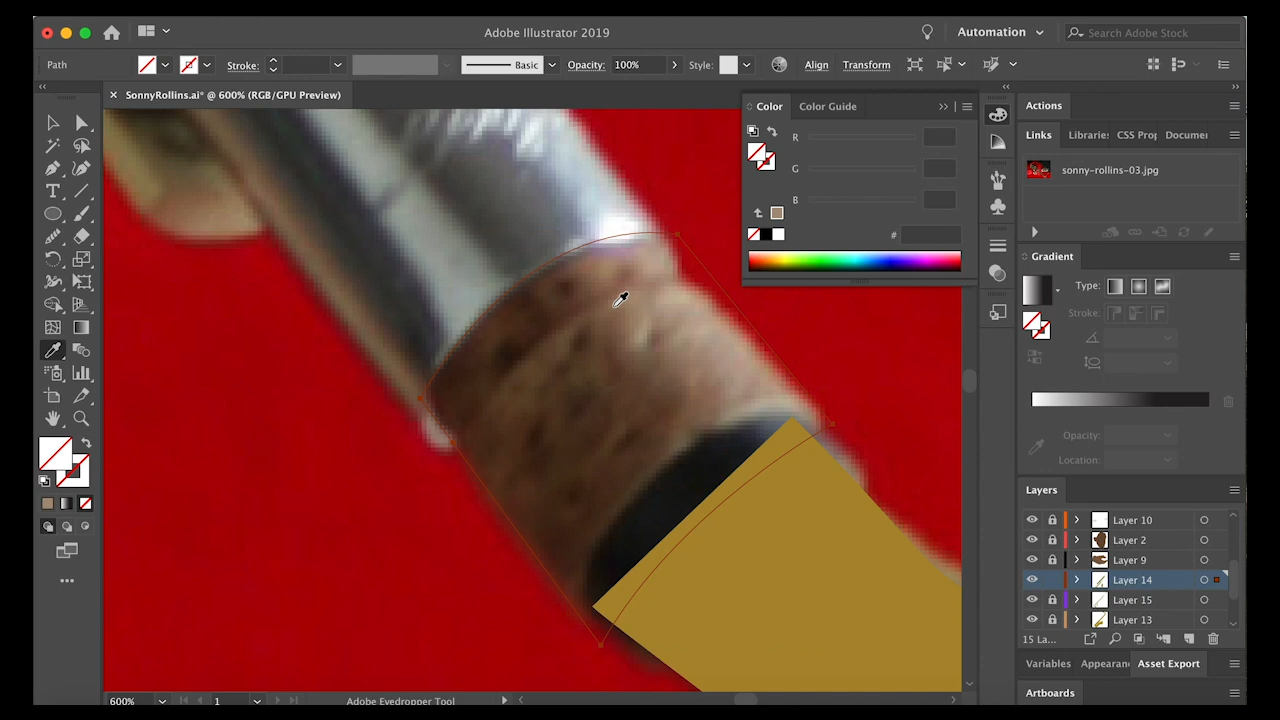 Adobe Illustrator 2019
Automation
Search Adobe Stock
Path
Stroke:
Basic
Opacity:
100%
Style:
Align
Transform
SonnyRollins.ai* @ 600% (RGB/GPU Preview)
Color
Color Guide
R
G
B
#
Actions
Links
Libraries
CSS Prop
Documen
sonny-rollins-03.jpg
Gradient
Type:
Stroke:
Opacity:
Location:
Layers
Layer 10
Layer 2
Layer 9
Layer 14
Layer 15
Layer 13
15 La...
Variables
Appearanc
Asset Export
Artboards
600%
1
Adobe Eyedropper Tool